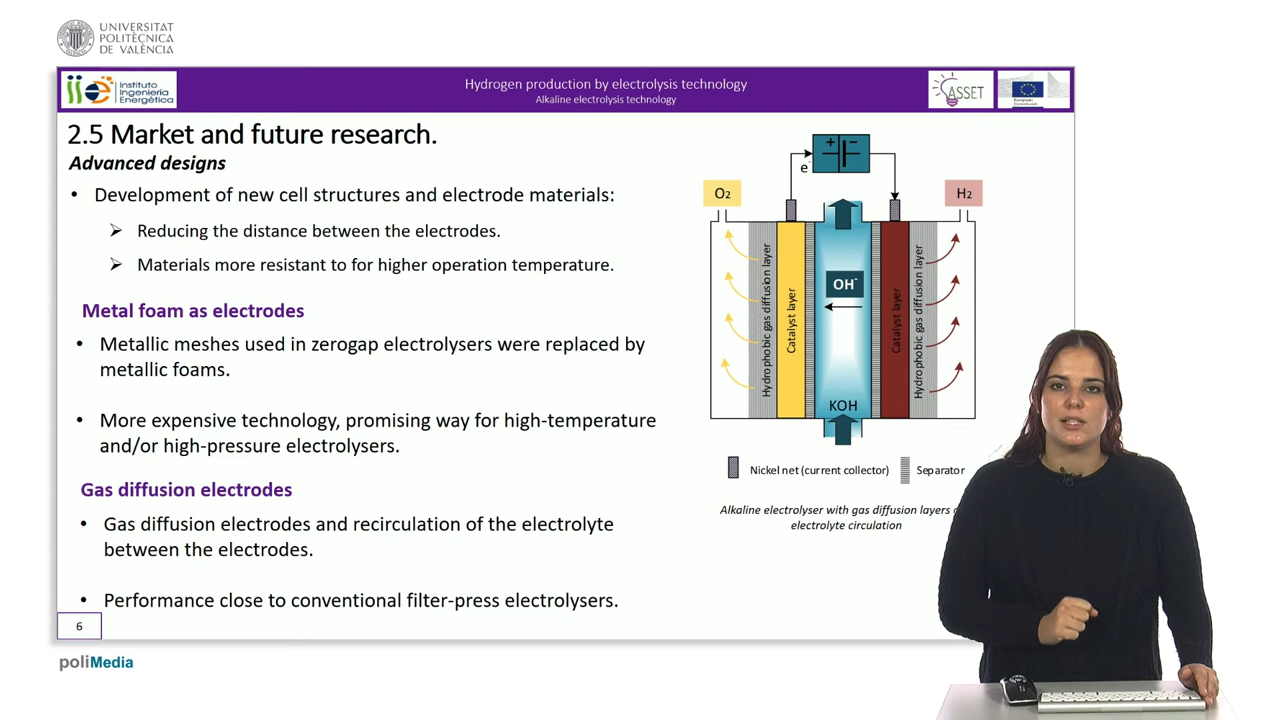 UNIVERSITAT
POLITÈCNICA
DE VALÈNCIA
Instituto
Ingeniería
Energética
Hydrogen production by electrolysis technology
Alkaline electrolysis technology
ASSET
European
Commission
2.5 Market and future research.
Advanced designs
• Development of new cell structures and electrode materials:
➢ Reducing the distance between the electrodes.
➢ Materials more resistant to for higher operation temperature.
Metal foam as electrodes
• Metallic meshes used in zerogap electrolysers were replaced by
metallic foams.
• More expensive technology, promising way for high-temperature
and/or high-pressure electrolysers.
Gas diffusion electrodes
• Gas diffusion electrodes and recirculation of the electrolyte
between the electrodes.
• Performance close to conventional filter-press electrolysers.
6
+ −
e⁻
O₂
H₂
Hydrophobic gas diffusion layer
Catalyst layer
OH⁻
Catalyst layer
Hydrophobic gas diffusion layer
KOH
Nickel net (current collector)
Separator
Alkaline electrolyser with gas diffusion layers
electrolyte circulation
poliMedia